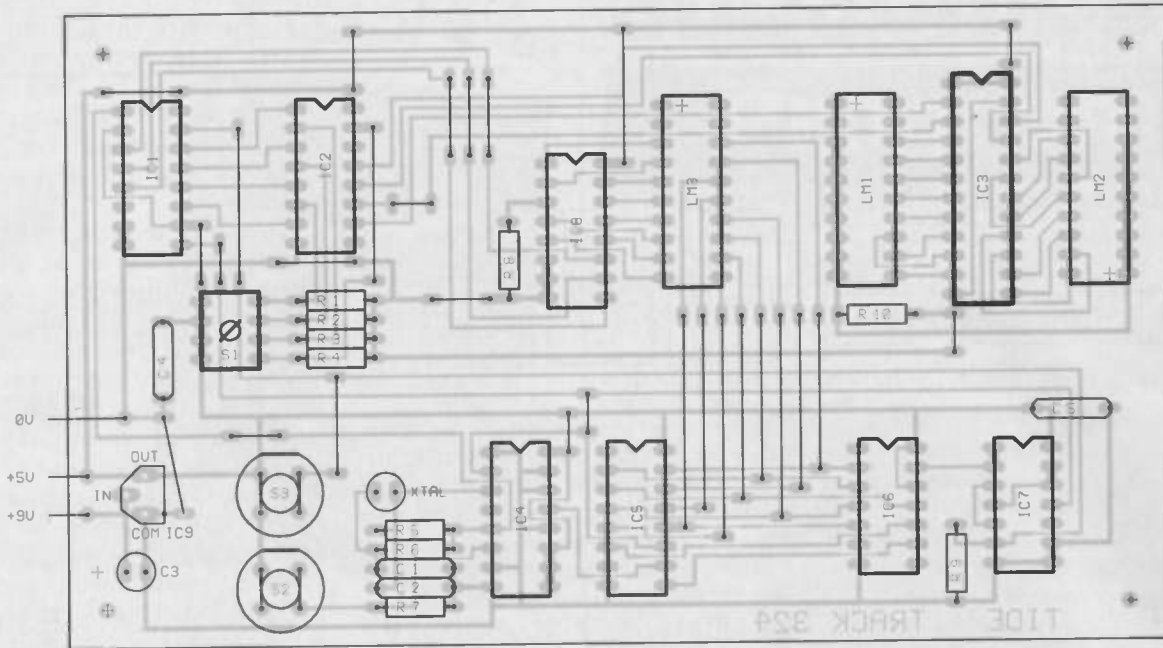 IC1
IC2
LM3
LM1
IC3
LM2
IC8
R8
R1
R2
R3
R4
R10
S1
C4
0V
C5
OUT
+5V
IN
S3
XTAL
IC4
IC5
IC6
IC7
+9V
COM IC9
R5
R6
C1
C2
R7
+ C3
S2
R9
TIDE TRACK 324